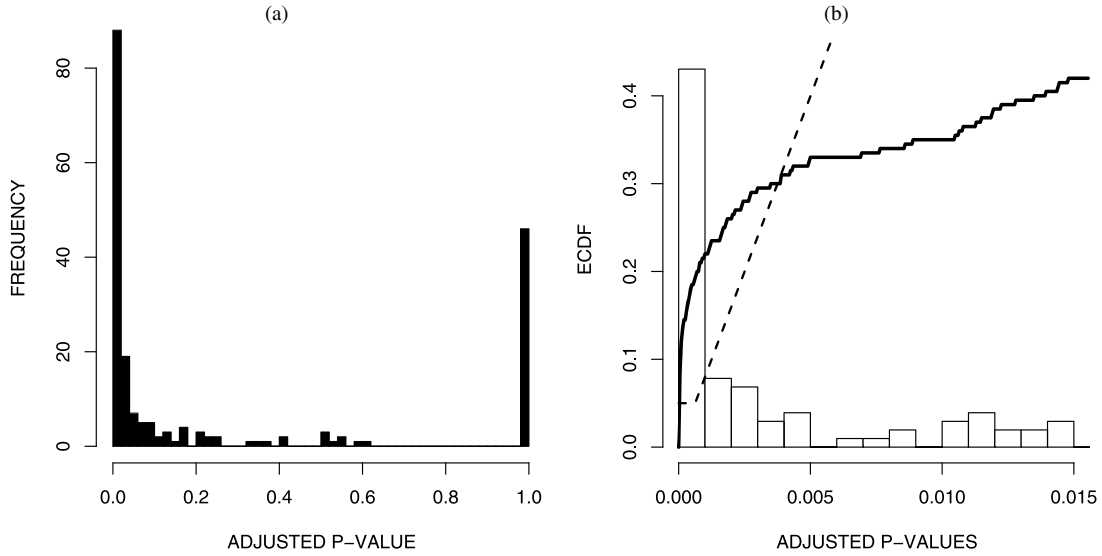 (a)
FREQUENCY
80
60
40
20
0
0.0 0.2 0.4 0.6 0.8 1.0
ADJUSTED P−VALUE
(b)
ECDF
0.4
0.3
0.2
0.1
0.0
0.000 0.005 0.010 0.015
ADJUSTED P−VALUES